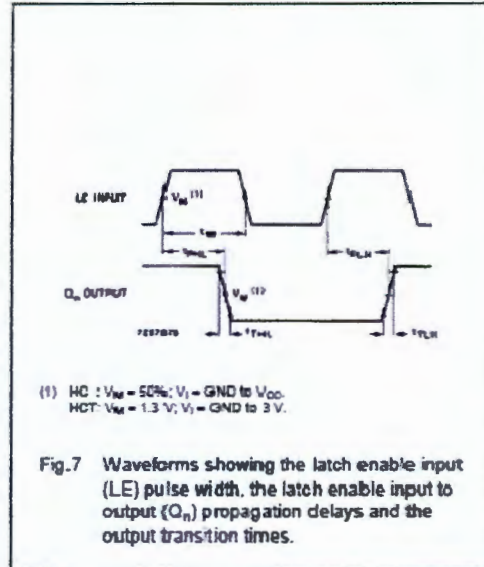 LE INPUT
V_M (1)
t_W
t_PHL
t_PLH
Q_n OUTPUT
V_M (1)
t_THL
t_TLH
(1) HC : V_M = 50%; V_I = GND to V_CC.
HCT: V_M = 1.3 V; V_I = GND to 3 V.
Fig.7 Waveforms showing the latch enable input
(LE) pulse width, the latch enable input to
output (Q_n) propagation delays and the
output transition times.